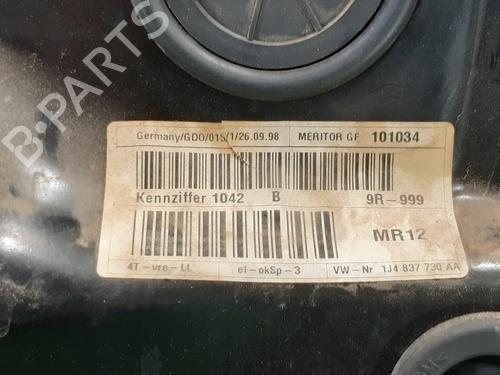 B-PARTS
Germany/GDO/015/1/26.09.98 MERITOR GF 101034
Kennziffer 1042 B 9R-999
MR12
4T-vre-LL el-okSp-3 VW-Nr 1J4 837 730 AA